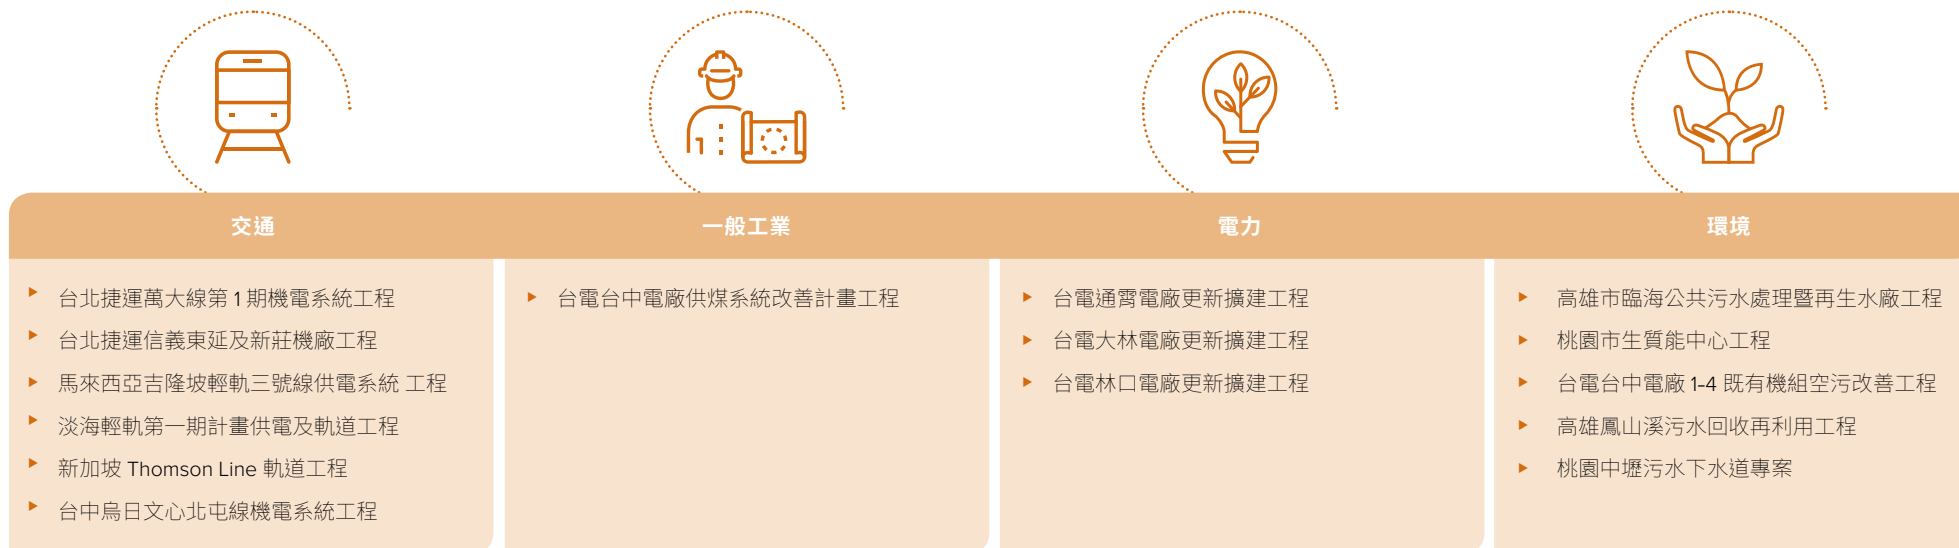 交通
台北捷運萬大線第 1 期機電系統工程
台北捷運信義東延及新莊機廠工程
馬來西亞吉隆坡輕軌三號線供電系統 工程
淡海輕軌第一期計畫供電及軌道工程
新加坡 Thomson Line 軌道工程
台中烏日文心北屯線機電系統工程
一般工業
台電台中電廠供煤系統改善計畫工程
電力
台電通霄電廠更新擴建工程
台電大林電廠更新擴建工程
台電林口電廠更新擴建工程
環境
高雄市臨海公共污水處理暨再生水廠工程
桃園市生質能中心工程
台電台中電廠 1-4 既有機組空污改善工程
高雄鳳山溪污水回收再利用工程
桃園中壢污水下水道專案